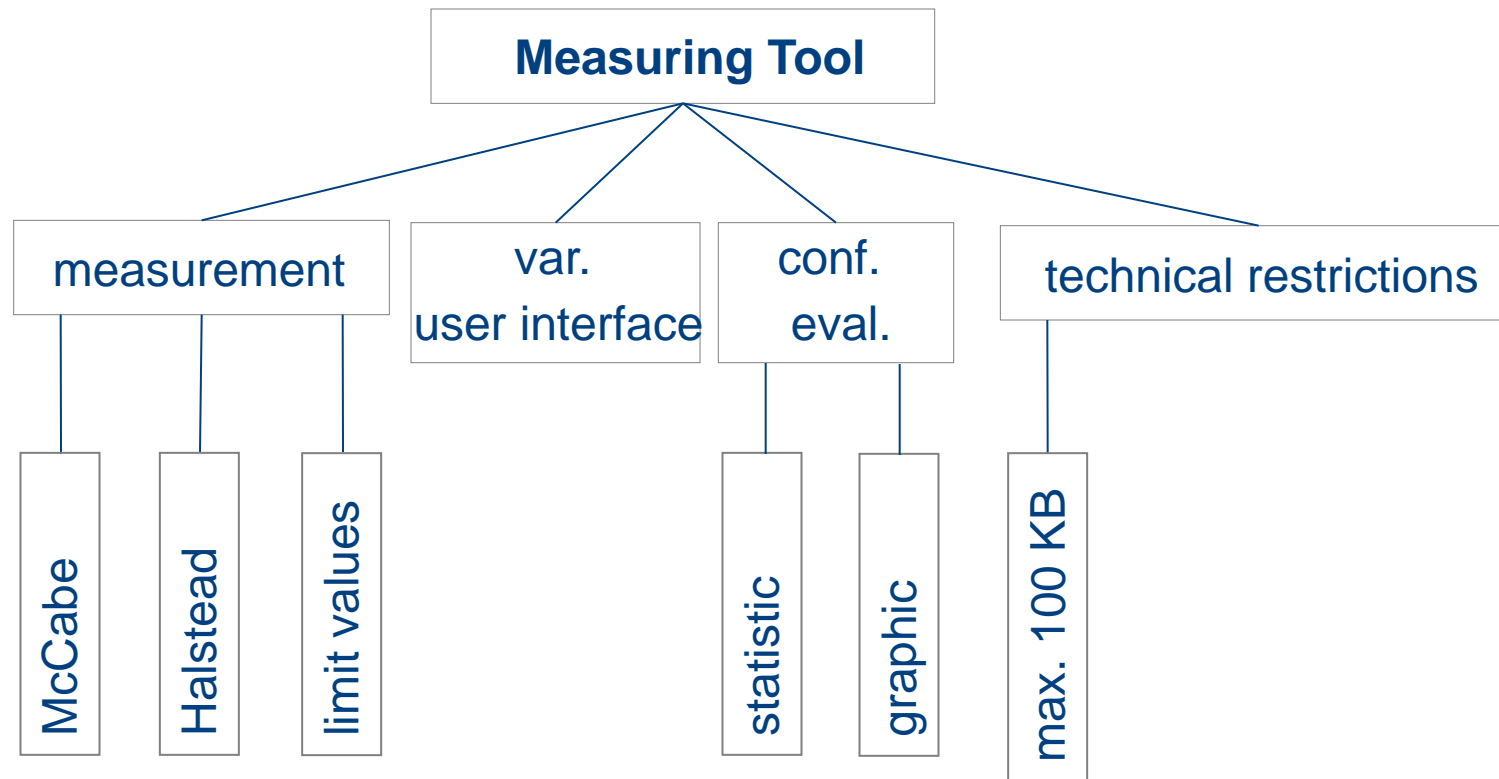 Measuring Tool
measurement
var.
user interface
conf.
eval.
technical restrictions
McCabe
Halstead
limit values
statistic
graphic
max. 100 KB